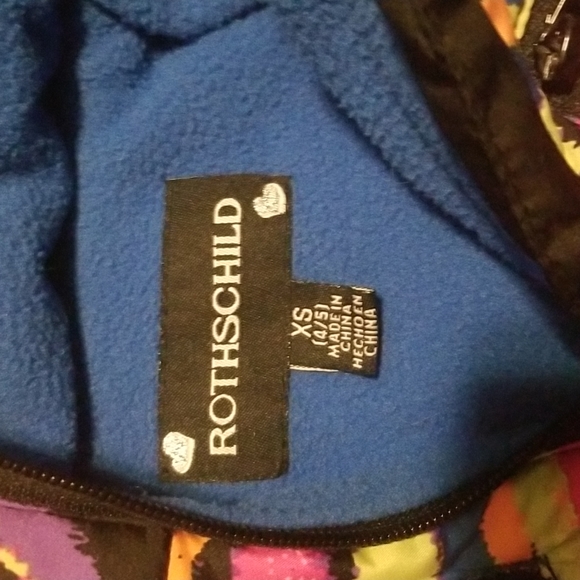 ROTHSCHILD
XS
(4/5)
MADE IN
CHINA
HECHO EN
CHINA